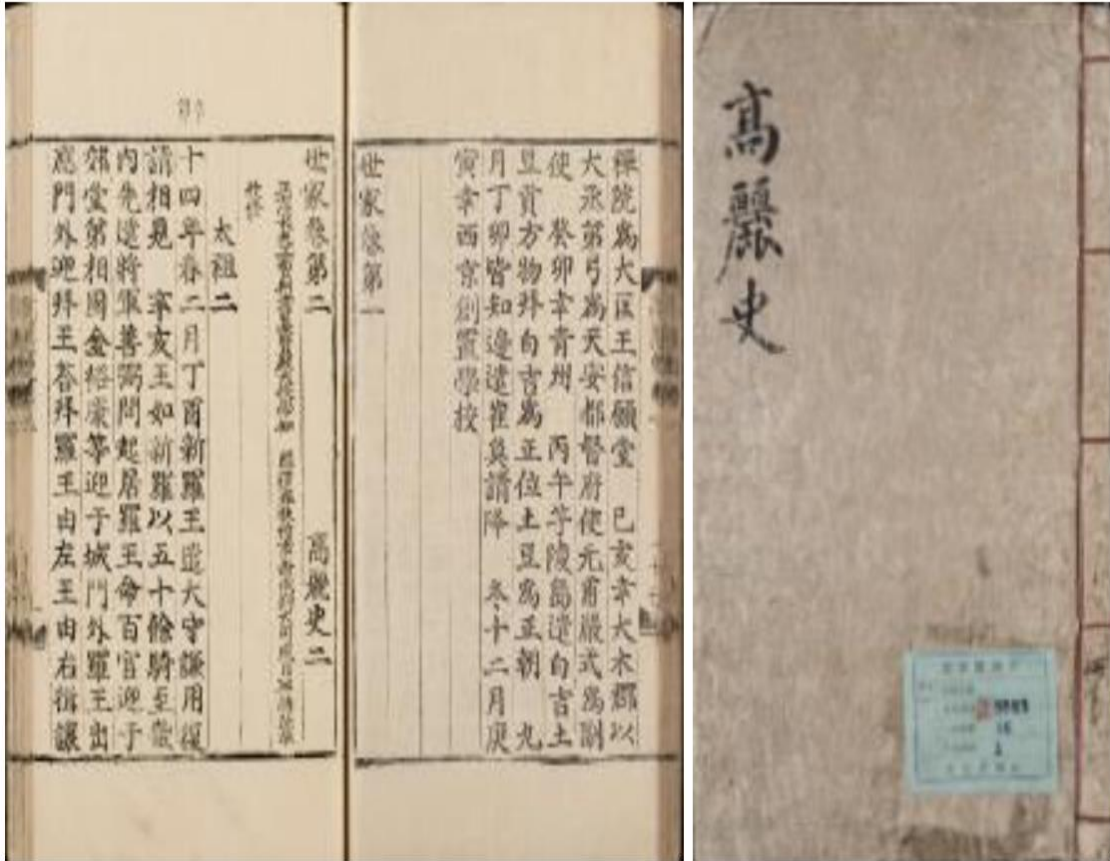 高麗史
禪院爲大匡王信願堂 己亥幸大木郡以
大丞弟弓爲天安都督府使元甫嚴式爲副
使 癸卯幸靑州 丙午芋陵島遣白吉土
豆貢方物拜白吉爲正位土豆爲正朝 九
月丁卯皆知邊遣崔奐請降 冬十二月庚
寅幸西京創置學校
世家卷第一
世家卷第二 高麗史二
太祖二
十四年春二月丁酉新羅王遣大守謙用復
請相見 辛亥王如新羅以五十餘騎至畿
內先遣將軍善弼問起居羅王命百官迎于
郊堂弟相國金裕廉等迎于城門外羅王出
應門外迎拜王答拜羅王由左王由右揖讓